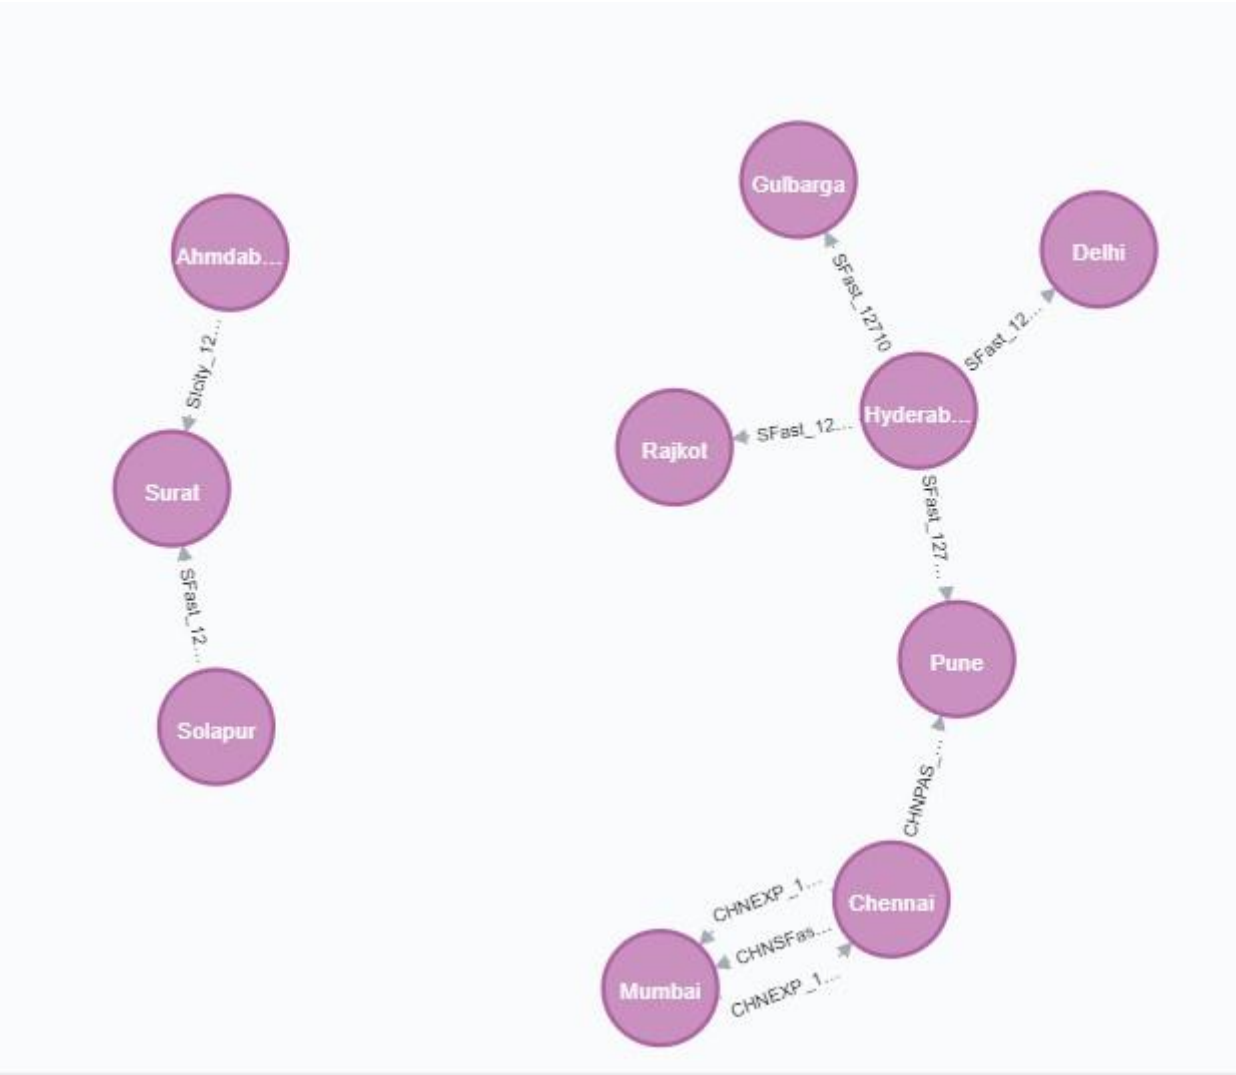 Gulbarga
Delhi
Ahmdab...
SFast_12710
SFast_12...
SIcity_12...
Hyderab...
SFast_12...
Rajkot
Surat
SFast_127...
SFast_12...
Pune
Solapur
CHNPAS_...
CHNEXP_1...
Chennai
CHNSFas...
Mumbai
CHNEXP_1...